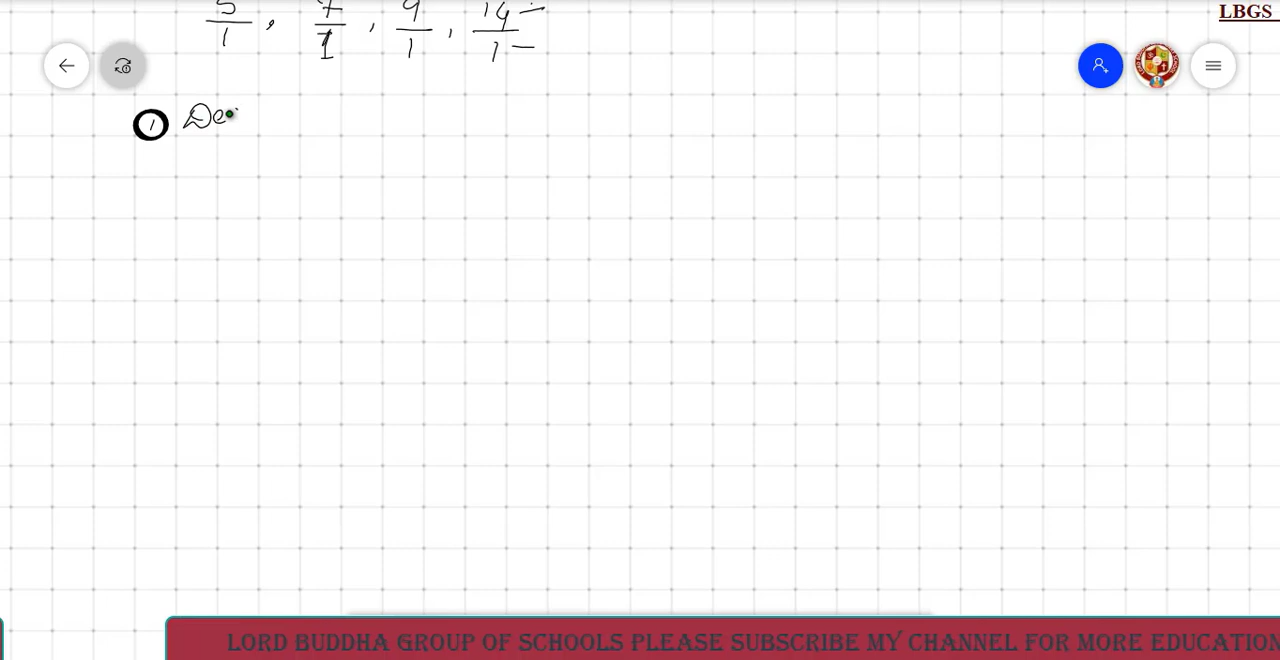 LBGS
5/1, 7/1, 9/1, 14/1
1 De
LORD BUDDHA GROUP OF SCHOOLS PLEASE SUBSCRIBE MY CHANNEL FOR MORE EDUCATION